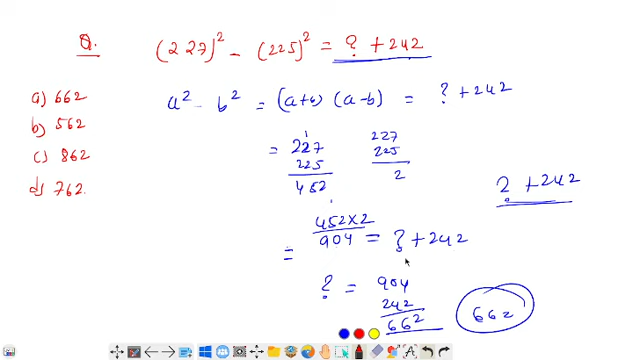 Q. (227)² – (225)² = ? + 242
a) 662
b) 562
c) 862
d) 762
a² – b² = (a+b) (a–b) = ? + 242
= 227 227
1
225 225
452 2
? + 242
= 452 × 2
904 = ? + 242
? = 904
242
662
662